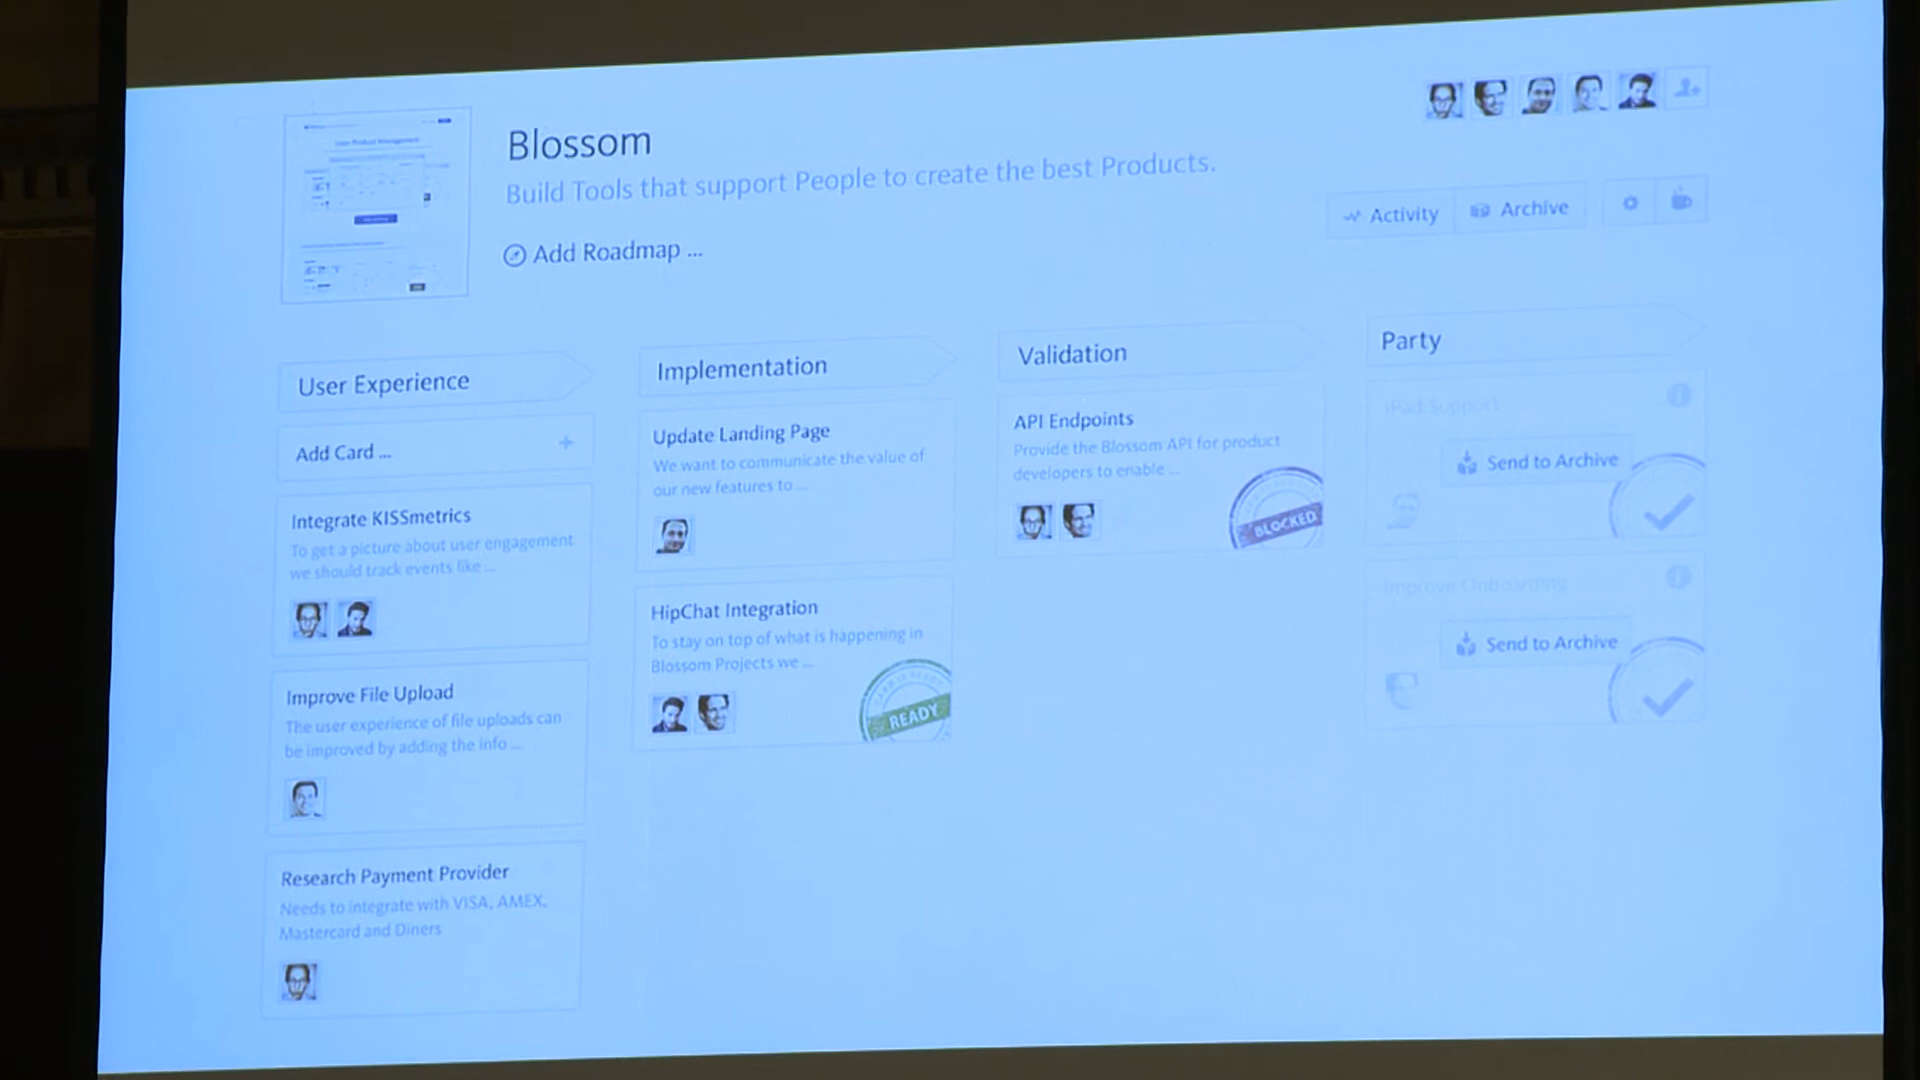 Blossom
Build Tools that support People to create the best Products.
Add Roadmap ...
Activity
Archive
User Experience
Add Card ...
+
Integrate KISSmetrics
To get a picture about user engagement
we should track events like ...
Improve File Upload
The user experience of file uploads can
be improved by adding the info ...
Research Payment Provider
Needs to integrate with VISA, AMEX,
Mastercard and Diners
Implementation
Update Landing Page
We want to communicate the value of
our new features to ...
HipChat Integration
To stay on top of what is happening in
Blossom Projects we ...
READY
Validation
API Endpoints
Provide the Blossom API for product
developers to enable ...
BLOCKED
Party
iPad Support
Send to Archive
Improve Onboarding
Send to Archive